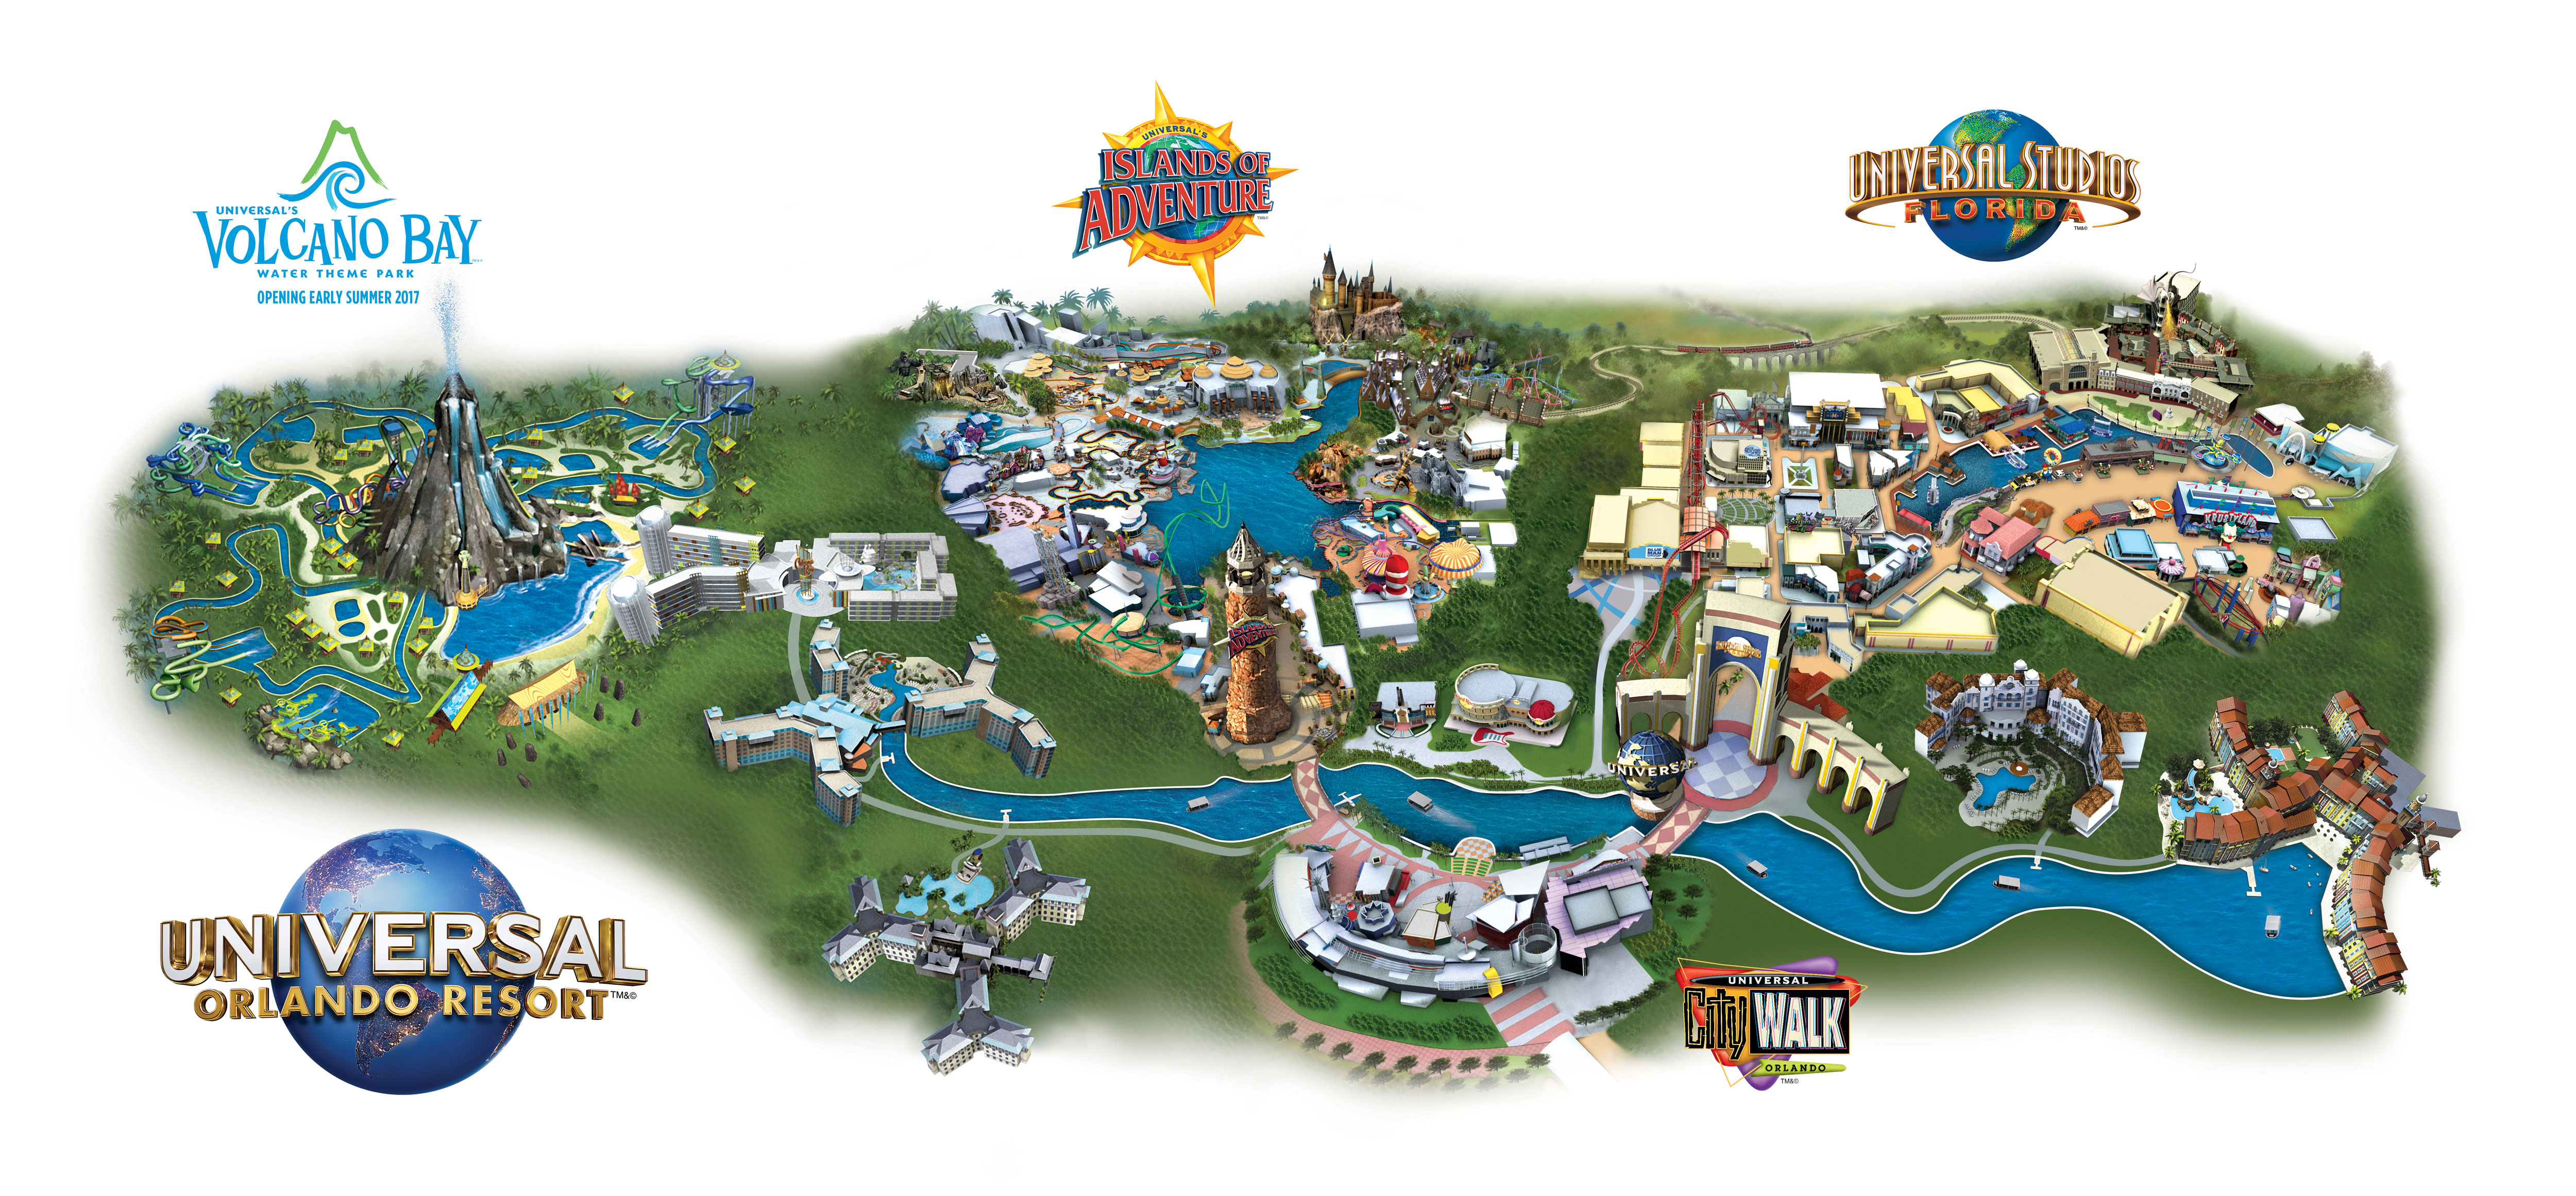 UNIVERSAL'S
VOLCANO BAY
WATER THEME PARK
OPENING EARLY SUMMER 2017
UNIVERSAL'S
ISLANDS OF
ADVENTURE
TM&©
UNIVERSAL STUDIOS
FLORIDA
TM&©
KRUSTYLAND
ISLANDS OF
ADVENTURE
UNIVERSAL
UNIVERSAL
ORLANDO RESORT TM&©
UNIVERSAL
CityWALK
ORLANDO
TM&©